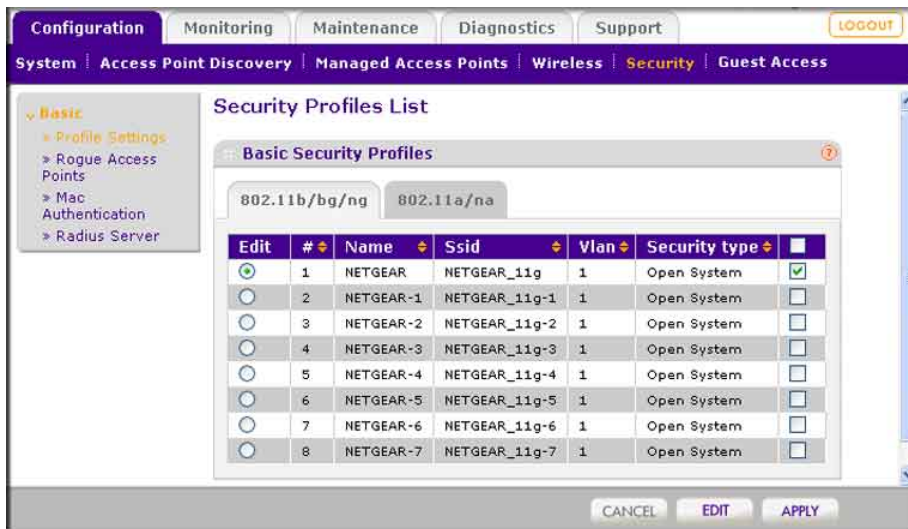 Configuration Monitoring Maintenance Diagnostics Support LOGOUT
System Access Point Discovery Managed Access Points Wireless Security Guest Access
Basic
» Profile Settings
» Rogue Access
Points
» Mac
Authentication
» Radius Server
Security Profiles List
Basic Security Profiles ?
802.11b/bg/ng 802.11a/na
Edit # Name Ssid Vlan Security type
1 NETGEAR NETGEAR_11g 1 Open System
2 NETGEAR-1 NETGEAR_11g-1 1 Open System
3 NETGEAR-2 NETGEAR_11g-2 1 Open System
4 NETGEAR-3 NETGEAR_11g-3 1 Open System
5 NETGEAR-4 NETGEAR_11g-4 1 Open System
6 NETGEAR-5 NETGEAR_11g-5 1 Open System
7 NETGEAR-6 NETGEAR_11g-6 1 Open System
8 NETGEAR-7 NETGEAR_11g-7 1 Open System
CANCEL EDIT APPLY